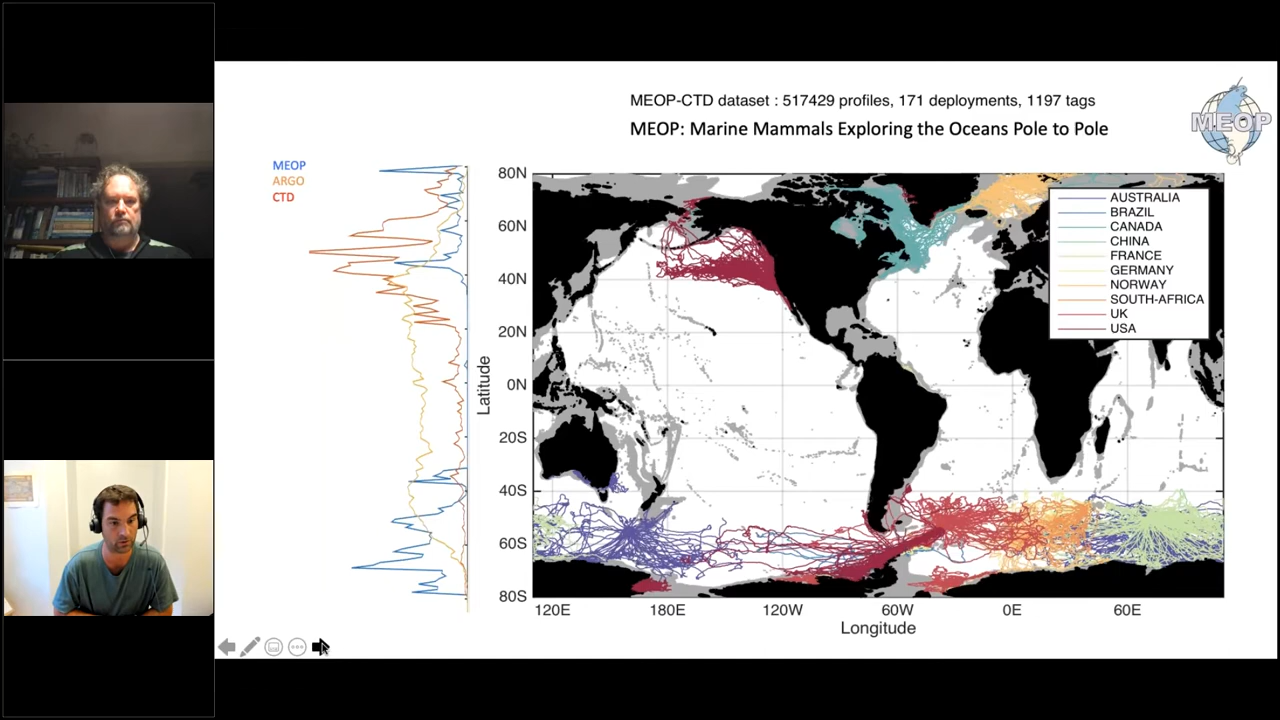 MEOP-CTD dataset : 517429 profiles, 171 deployments, 1197 tags
MEOP: Marine Mammals Exploring the Oceans Pole to Pole
MEOP
MEOP
ARGO
CTD
80N
60N
40N
20N
0N
20S
40S
60S
80S
Latitude
AUSTRALIA
BRAZIL
CANADA
CHINA
FRANCE
GERMANY
NORWAY
SOUTH-AFRICA
UK
USA
120E
180E
120W
60W
0E
60E
Longitude